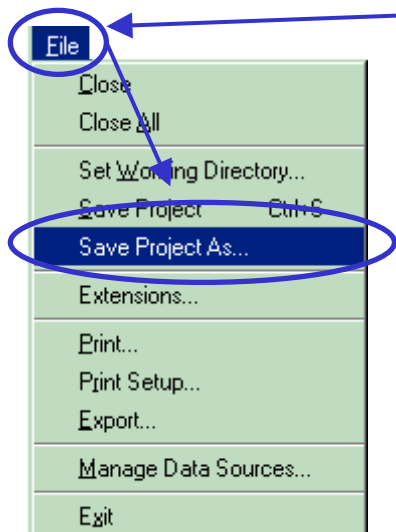 File
Close
Close All
Set Working Directory...
Save Project Ctrl+S
Save Project As...
Extensions...
Print...
Print Setup...
Export...
Manage Data Sources...
Exit